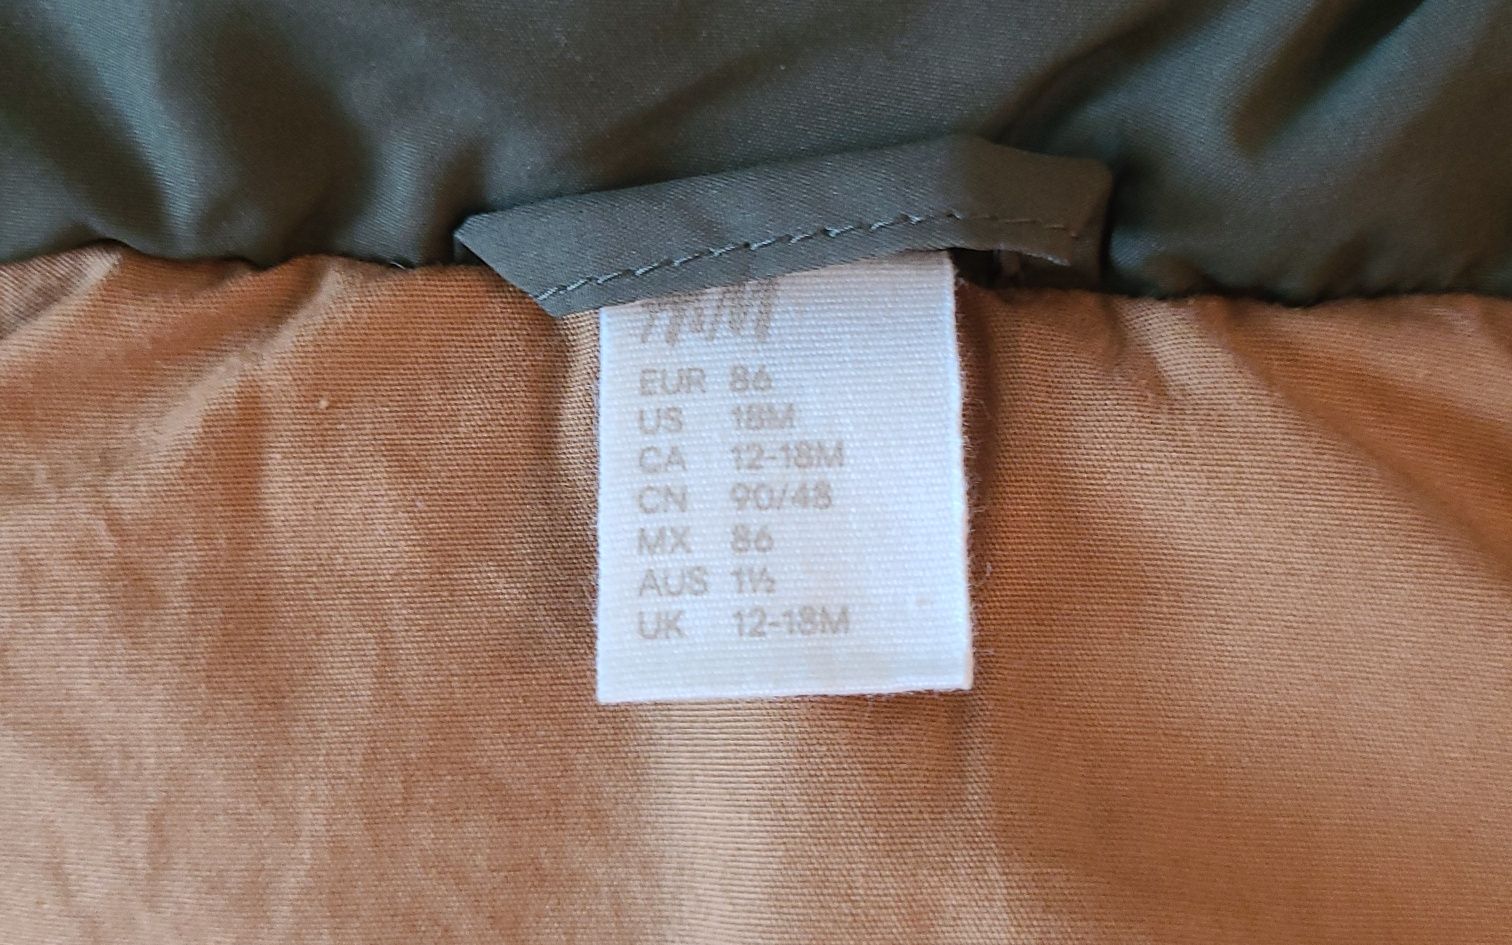 H&M
EUR 86
US 18M
CA 12-18M
CN 90/48
MX 86
AUS 1½
UK 12-18M